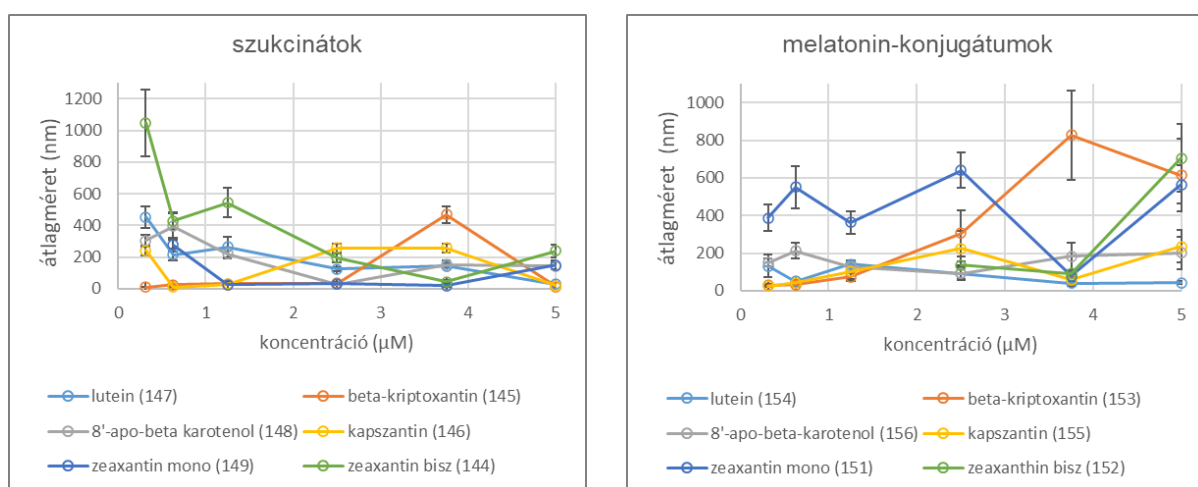 szukcinátok
átlagméret (nm)
1200
1000
800
600
400
200
0
0 1 2 3 4 5
koncentráció (µM)
lutein (147) beta-kriptoxantin (145)
8'-apo-beta karotenol (148) kapszantin (146)
zeaxantin mono (149) zeaxantin bisz (144)
melatonin-konjugátumok
átlagméret (nm)
1000
800
600
400
200
0
0 1 2 3 4 5
koncentráció (µM)
lutein (154) beta-kriptoxantin (153)
8'-apo-beta-karotenol (156) kapszantin (155)
zeaxantin mono (151) zeaxanthin bisz (152)